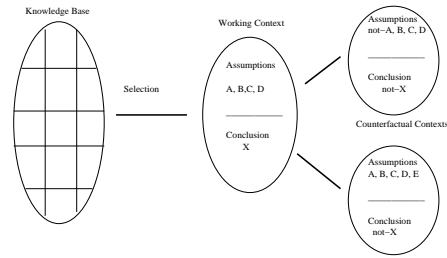 Knowledge Base
Selection
Working Context
Assumptions
A, B,C, D
Conclusion
X
Assumptions
not−A, B, C, D
Conclusion
not−X
Counterfactual Contexts
Assumptions
A, B, C, D, E
Conclusion
not−X